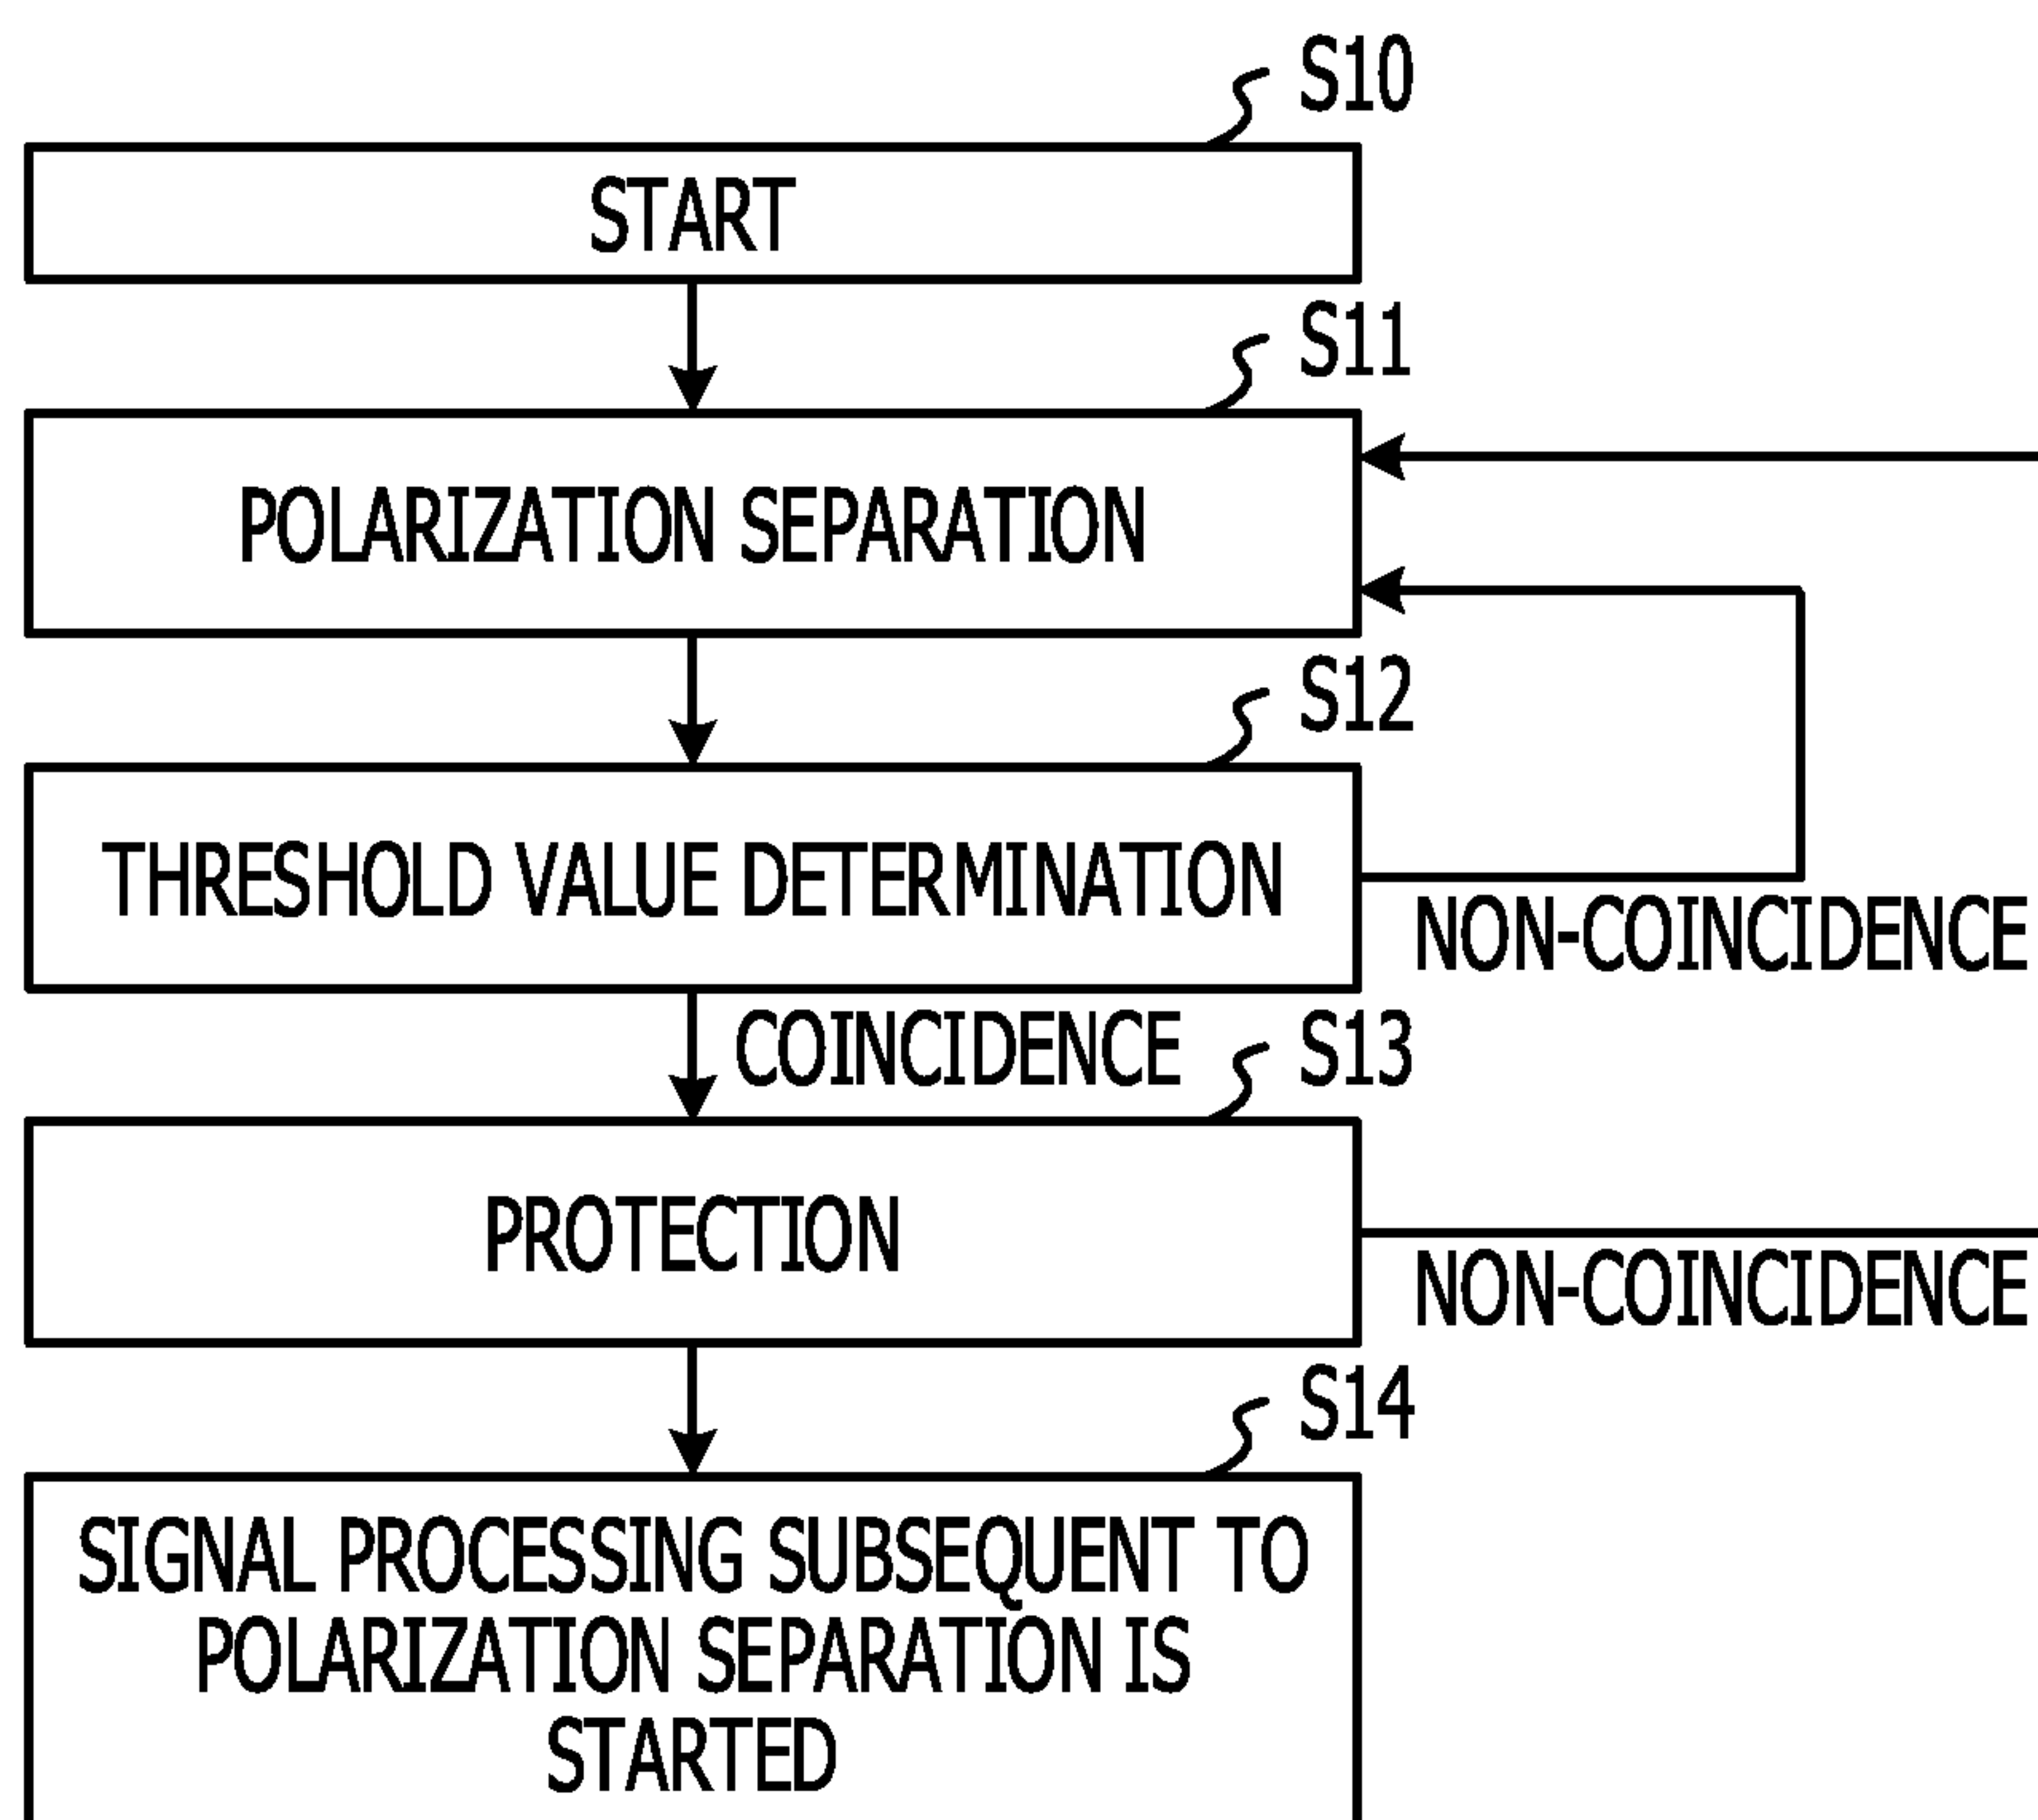 S10
START
S11
POLARIZATION SEPARATION
S12
THRESHOLD VALUE DETERMINATION
NON-COINCIDENCE
COINCIDENCE
S13
PROTECTION
NON-COINCIDENCE
S14
SIGNAL PROCESSING SUBSEQUENT TO
POLARIZATION SEPARATION IS
STARTED